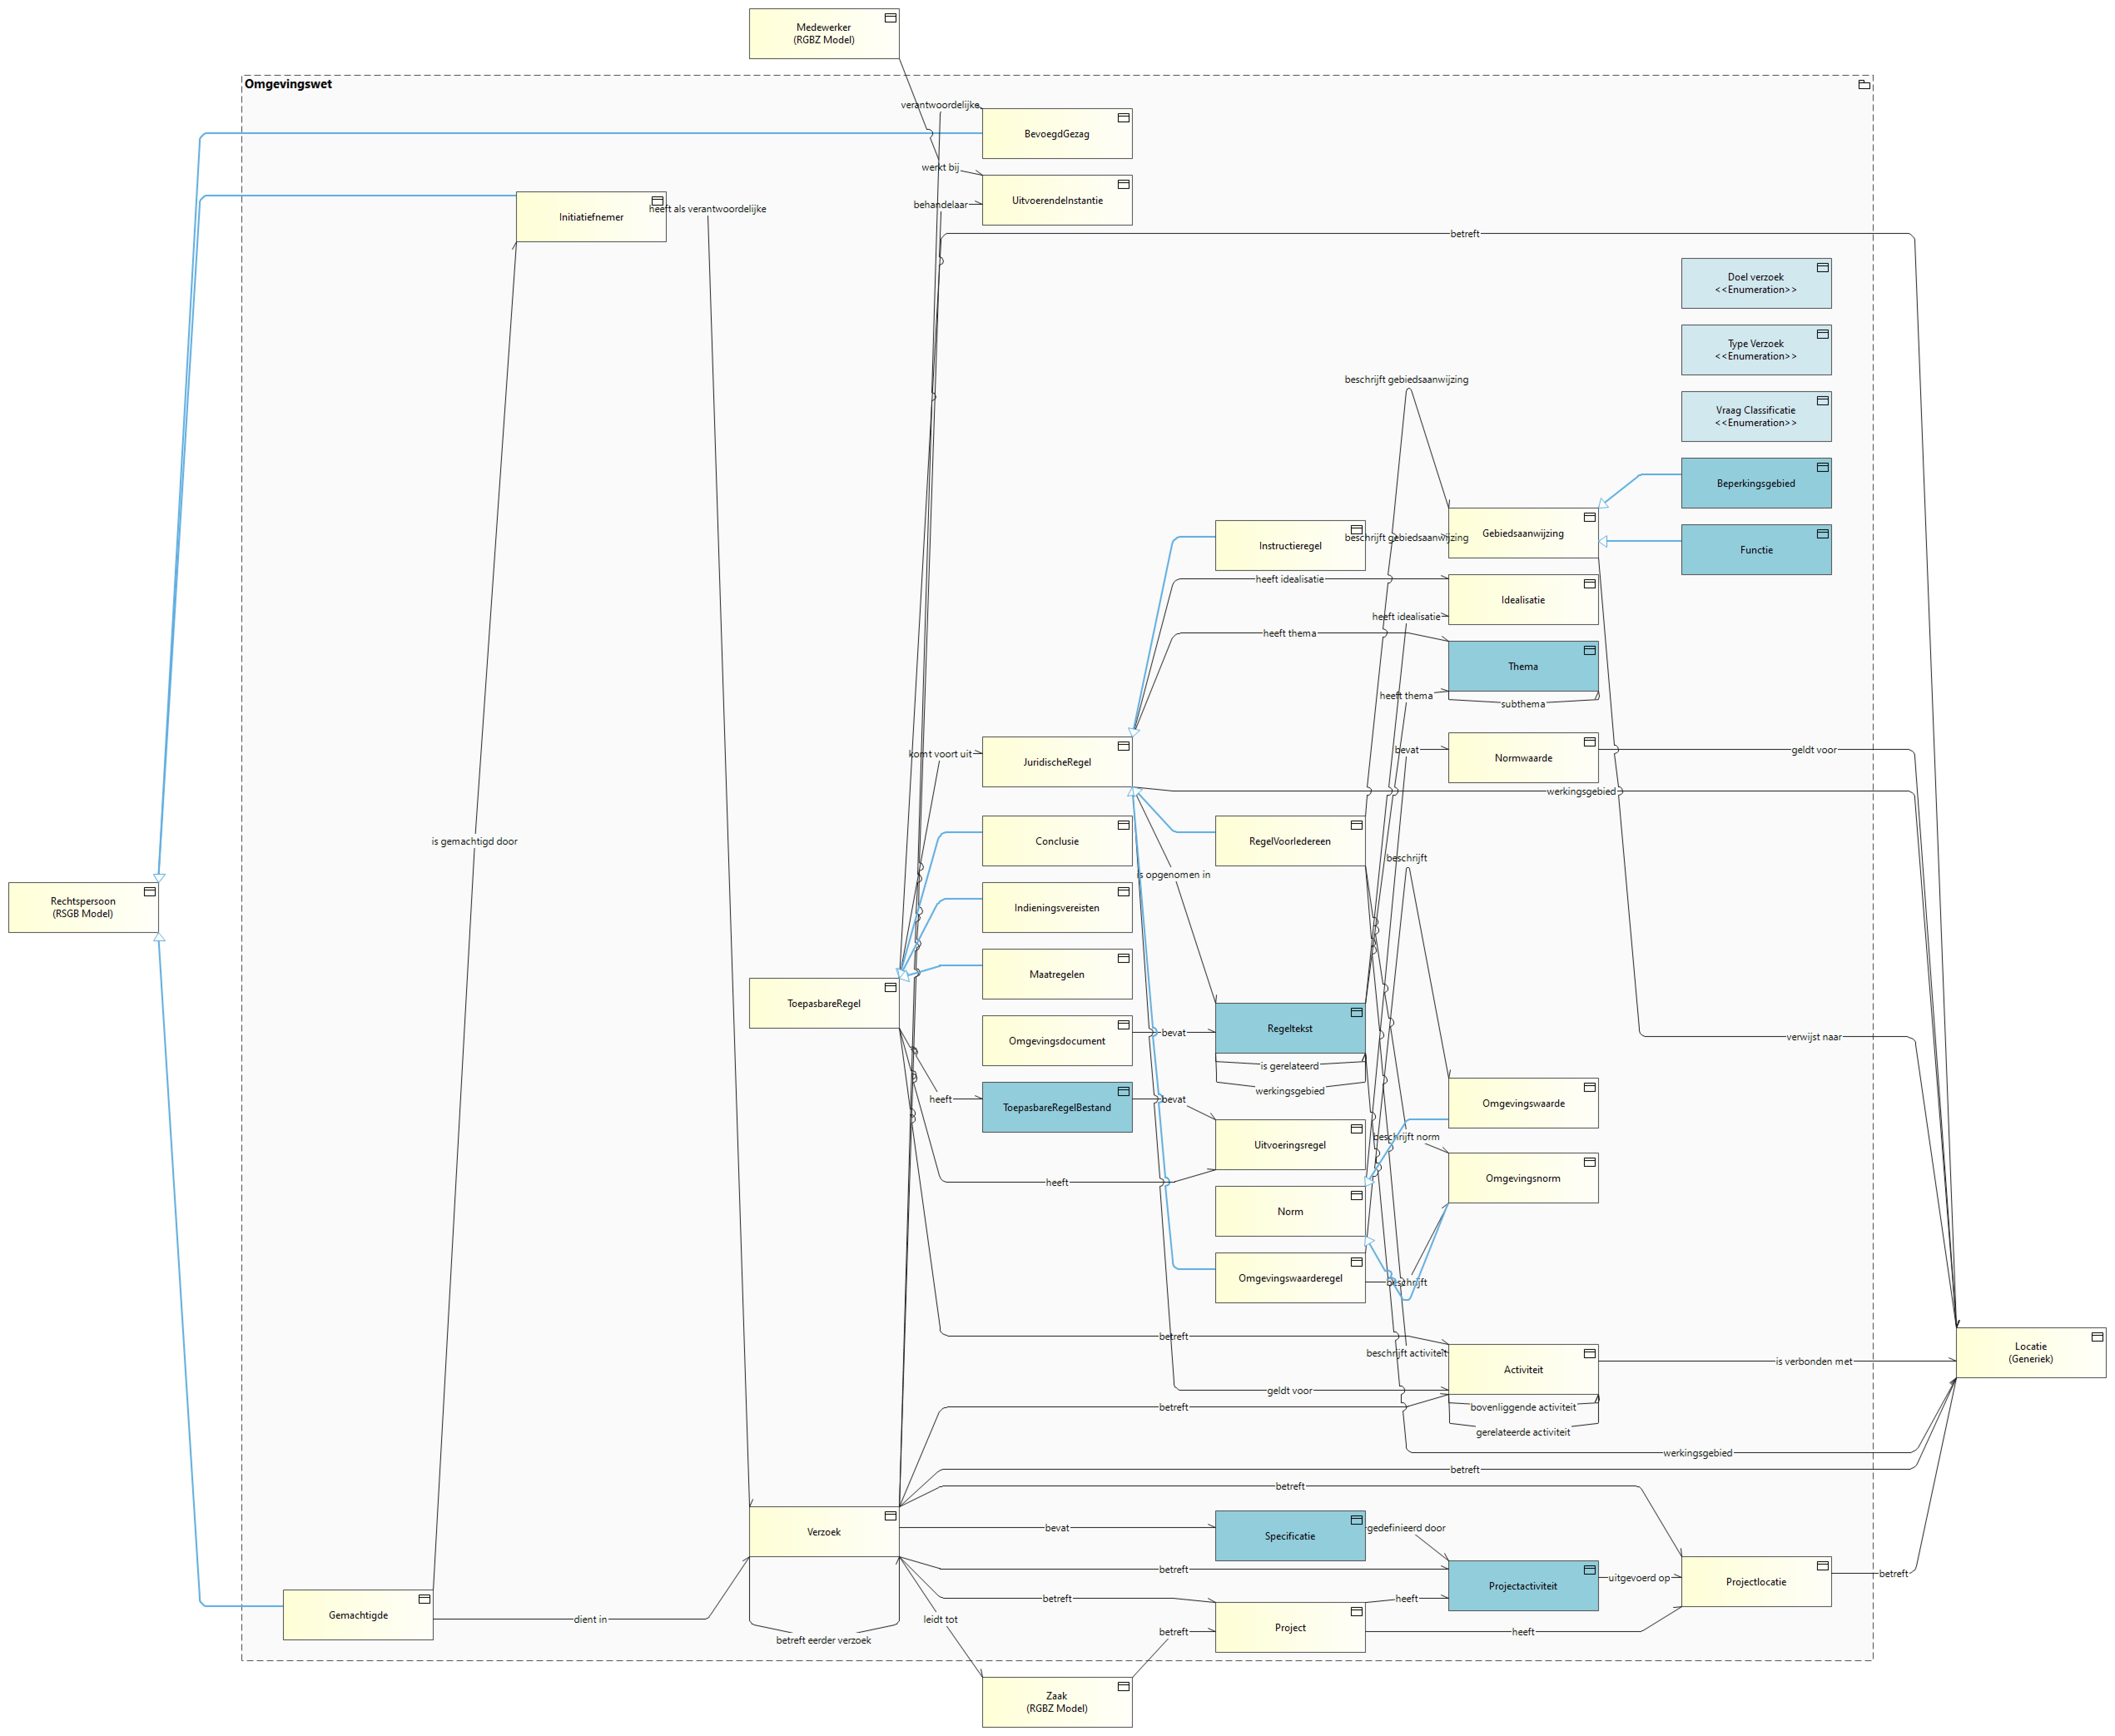 Medewerker
(RGBZ Model)
Omgevingswet
verantwoordelijke
BevoegdGezag
werkt bij
UitvoerendeInstantie
behandelaar
Initiatiefnemer
heeft als verantwoordelijke
betreft
Doel verzoek
<<Enumeration>>
Type Verzoek
<<Enumeration>>
Vraag Classificatie
<<Enumeration>>
beschrijft gebiedsaanwijzing
Beperkingsgebied
Gebiedsaanwijzing
Instructieregel
beschrijft gebiedsaanwijzing
Functie
heeft idealisatie
Idealisatie
heeft idealisatie
heeft thema
Thema
heeft thema
subthema
komt voort uit
JuridischeRegel
bevat
Normwaarde
geldt voor
werkingsgebied
is gemachtigd door
Conclusie
RegelVoorIedereen
beschrijft
is opgenomen in
Rechtspersoon
(RSGB Model)
Indieningsvereisten
Maatregelen
ToepasbareRegel
Omgevingsdocument
bevat
Regeltekst
verwijst naar
is gerelateerd
werkingsgebied
heeft
ToepasbareRegelBestand
bevat
Omgevingswaarde
Uitvoeringsregel
beschrijft norm
heeft
Omgevingsnorm
Norm
Omgevingswaarderegel
beschrijft
betreft
beschrijft activiteit
Activiteit
is verbonden met
Locatie
(Generiek)
geldt voor
betreft
bovenliggende activiteit
gerelateerde activiteit
werkingsgebied
betreft
betreft
Verzoek
bevat
Specificatie
gedefinieerd door
betreft
Projectactiviteit
uitgevoerd op
Projectlocatie
betreft
betreft
heeft
Gemachtigde
dient in
leidt tot
betreft
Project
heeft
betreft eerder verzoek
Zaak
(RGBZ Model)